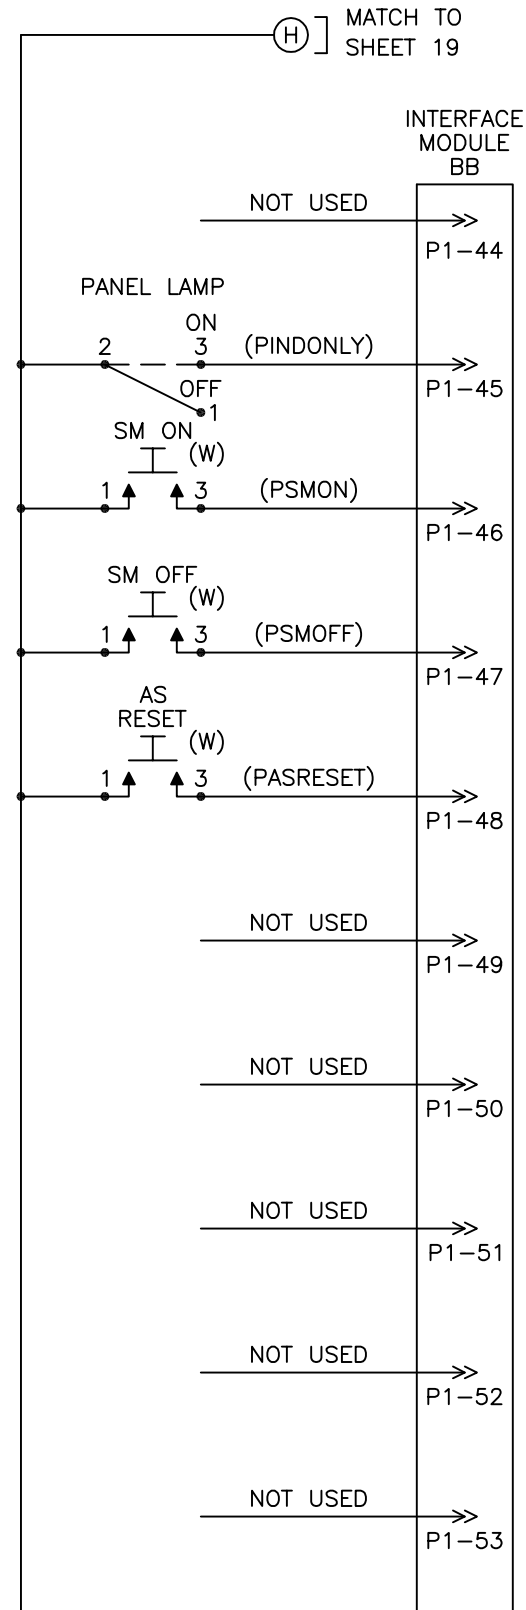 H
MATCH TO
SHEET 19
INTERFACE
MODULE
BB
NOT USED
P1-44
PANEL LAMP
ON
2
3
(PINDONLY)
P1-45
OFF
1
SM ON
(W)
1
3
(PSMON)
P1-46
SM OFF
(W)
1
3
(PSMOFF)
P1-47
AS
RESET
(W)
1
3
(PASRESET)
P1-48
NOT USED
P1-49
NOT USED
P1-50
NOT USED
P1-51
NOT USED
P1-52
NOT USED
P1-53